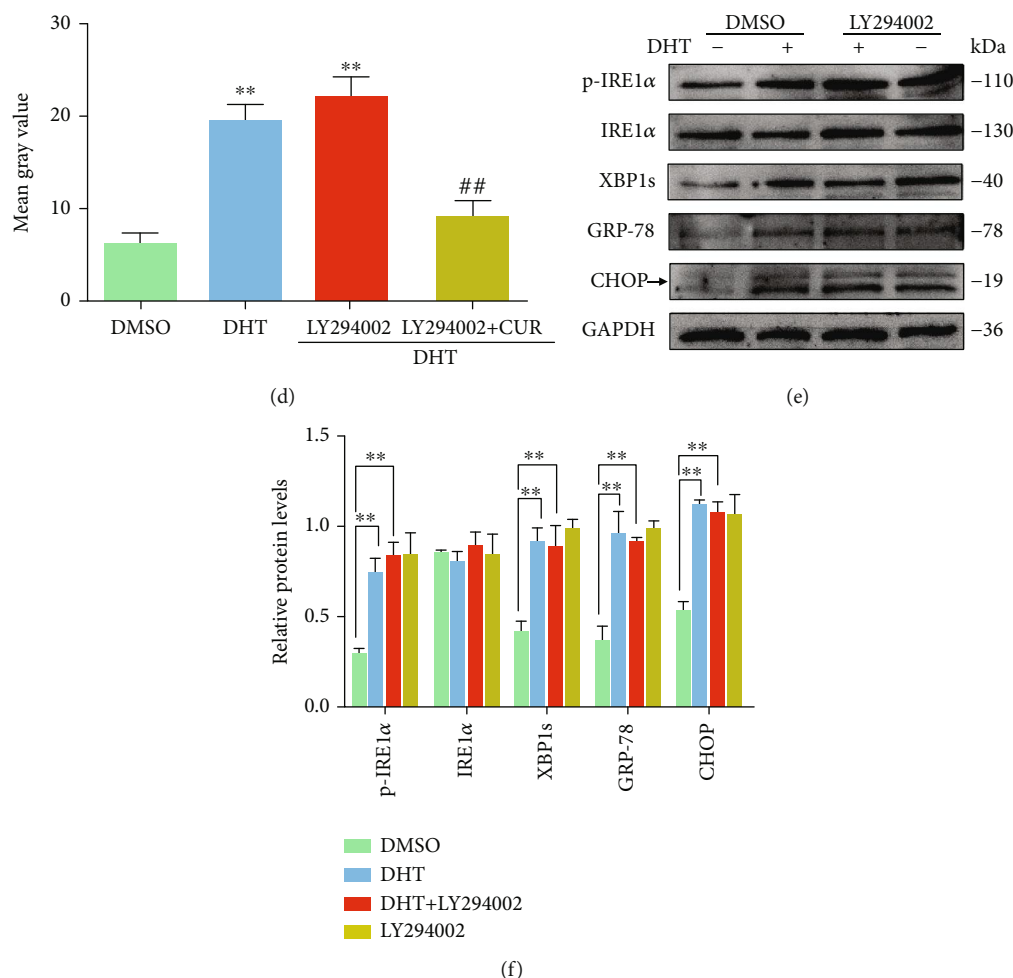 Mean gray value
30
20
10
0
**
**
##
DMSO
DHT
LY294002
LY294002+CUR
DHT
(d)
DMSO
LY294002
DHT − + + − kDa
p-IRE1α −110
IRE1α −130
XBP1s −40
GRP-78 −78
CHOP −19
GAPDH −36
(e)
Relative protein levels
1.5
1.0
0.5
0.0
**
**
**
**
**
**
**
**
p-IRE1α
IRE1α
XBP1s
GRP-78
CHOP
DMSO
DHT
DHT+LY294002
LY294002
(f)